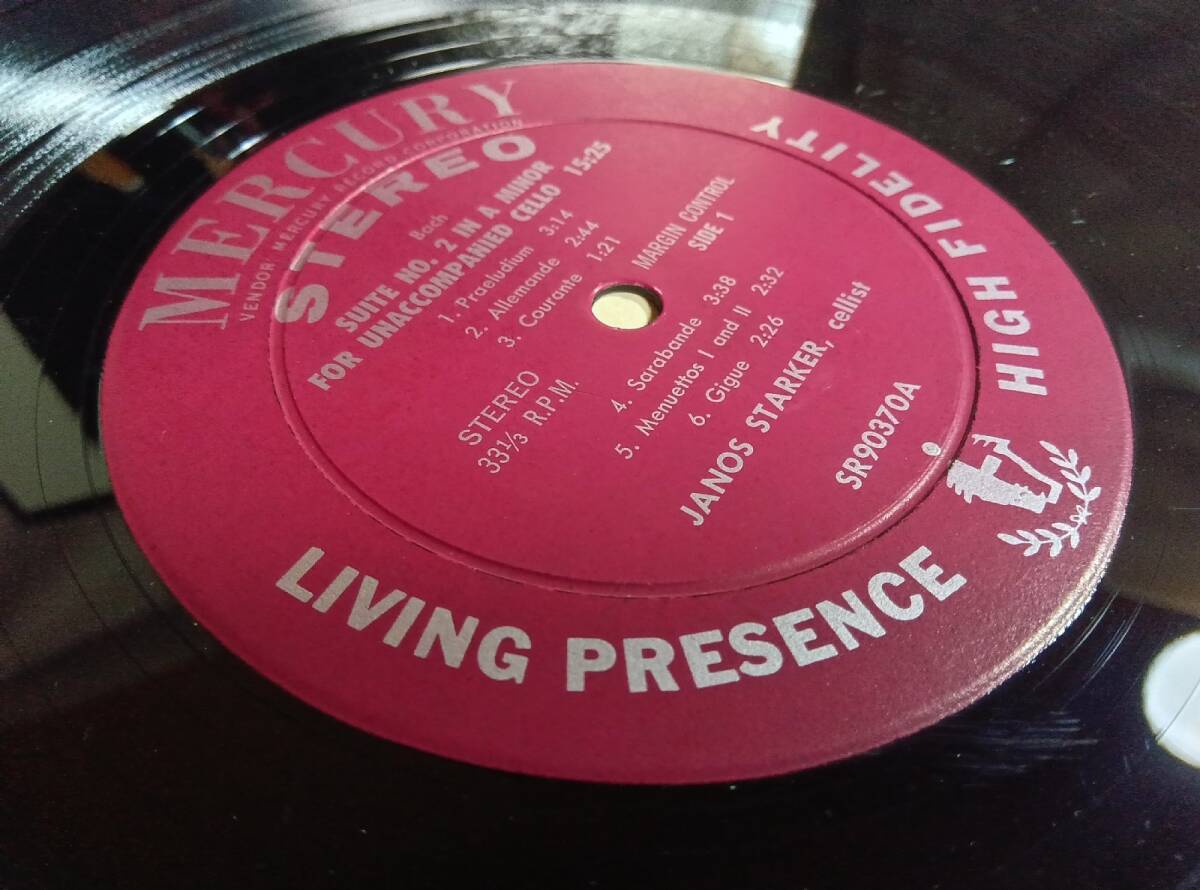 MERCURY
VENDOR: MERCURY RECORD CORPORATION
STEREO
Bach
SUITE NO. 2 IN A MINOR
FOR UNACCOMPANIED CELLO 15:25
1. Praeludium 3:14
2. Allemande 2:44
3. Courante 1:21
MARGIN CONTROL
SIDE 1
STEREO
33⅓ R.P.M.
4. Sarabande 3:38
5. Menuettos I and II 2:32
6. Gigue 2:26
JANOS STARKER, cellist
SR90370A
®
LIVING PRESENCE
HIGH FIDELITY